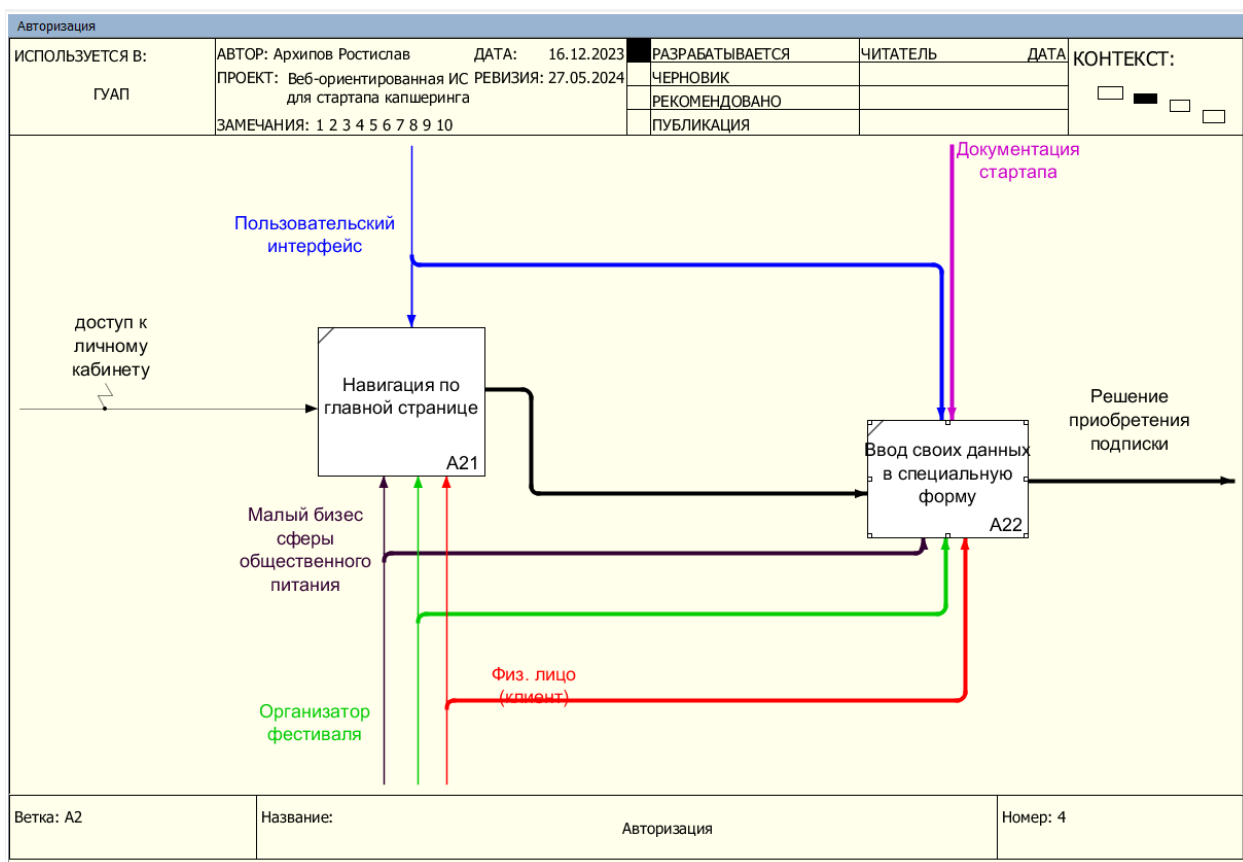 Авторизация
ИСПОЛЬЗУЕТСЯ В:
ГУАП
АВТОР: Архипов Ростислав
ДАТА: 16.12.2023
ПРОЕКТ: Веб-ориентированная ИС
для стартапа капшеринга
РЕВИЗИЯ: 27.05.2024
ЗАМЕЧАНИЯ: 1 2 3 4 5 6 7 8 9 10
РАЗРАБАТЫВАЕТСЯ
ЧЕРНОВИК
РЕКОМЕНДОВАНО
ПУБЛИКАЦИЯ
ЧИТАТЕЛЬ
ДАТА
КОНТЕКСТ:
Документация
стартапа
Пользовательский
интерфейс
доступ к
личному
кабинету
Навигация по
главной странице
A21
Решение
приобретения
подписки
Ввод своих данных
в специальную
форму
A22
Малый бизес
сферы
общественного
питания
Физ. лицо
(клиент)
Организатор
фестиваля
Ветка: A2
Название:
Авторизация
Номер: 4